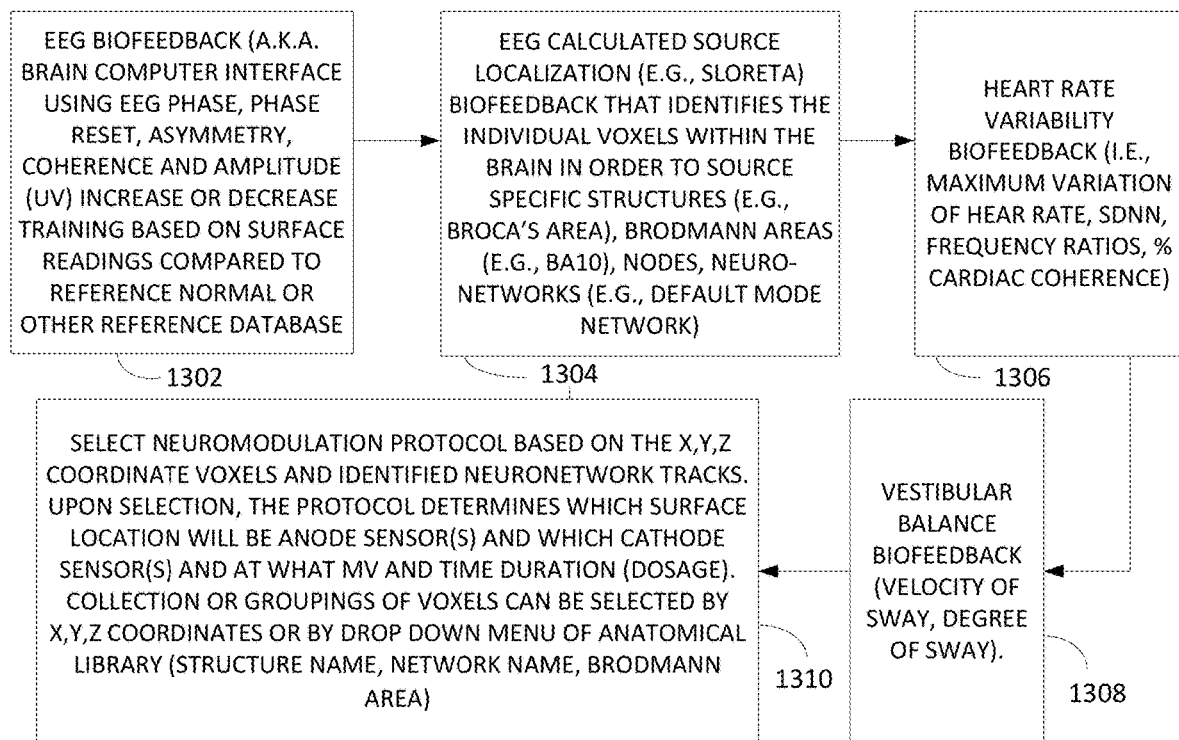 EEG BIOFEEDBACK (A.K.A.
BRAIN COMPUTER INTERFACE
USING EEG PHASE, PHASE
RESET, ASYMMETRY,
COHERENCE AND AMPLITUDE
(UV) INCREASE OR DECREASE
TRAINING BASED ON SURFACE
READINGS COMPARED TO
REFERENCE NORMAL OR
OTHER REFERENCE DATABASE
1302
EEG CALCULATED SOURCE
LOCALIZATION (E.G., SLORETA)
BIOFEEDBACK THAT IDENTIFIES THE
INDIVIDUAL VOXELS WITHIN THE
BRAIN IN ORDER TO SOURCE
SPECIFIC STRUCTURES (E.G.,
BROCA'S AREA), BRODMANN AREAS
(E.G., BA10), NODES, NEURO-
NETWORKS (E.G., DEFAULT MODE
NETWORK)
1304
HEART RATE
VARIABILITY
BIOFEEDBACK (I.E.,
MAXIMUM VARIATION
OF HEAR RATE, SDNN,
FREQUENCY RATIOS, %
CARDIAC COHERENCE)
1306
VESTIBULAR
BALANCE
BIOFEEDBACK
(VELOCITY OF
SWAY, DEGREE
OF SWAY).
1308
SELECT NEUROMODULATION PROTOCOL BASED ON THE X,Y,Z
COORDINATE VOXELS AND IDENTIFIED NEURONETWORK TRACKS.
UPON SELECTION, THE PROTOCOL DETERMINES WHICH SURFACE
LOCATION WILL BE ANODE SENSOR(S) AND WHICH CATHODE
SENSOR(S) AND AT WHAT MV AND TIME DURATION (DOSAGE).
COLLECTION OR GROUPINGS OF VOXELS CAN BE SELECTED BY
X,Y,Z COORDINATES OR BY DROP DOWN MENU OF ANATOMICAL
LIBRARY (STRUCTURE NAME, NETWORK NAME, BRODMANN
AREA)
1310